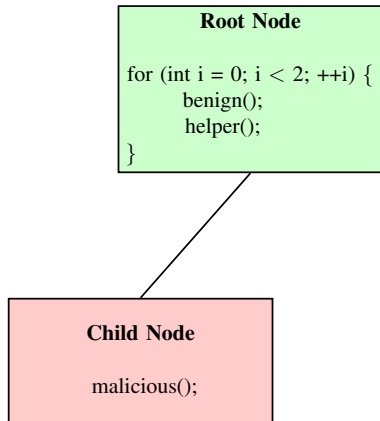 Root Node
for (int i = 0; i < 2; ++i) {
benign();
helper();
}
Child Node
malicious();